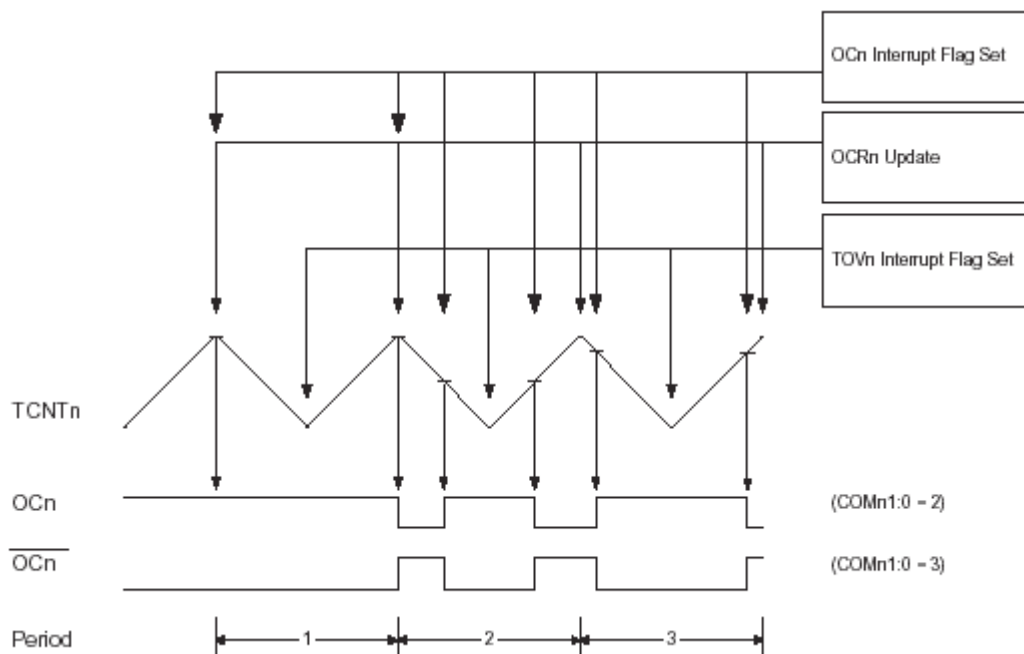 OCn Interrupt Flag Set
OCRn Update
TOVn Interrupt Flag Set
TCNTn
OCn
(COMn1:0 = 2)
OCn
(COMn1:0 = 3)
Period
1
2
3